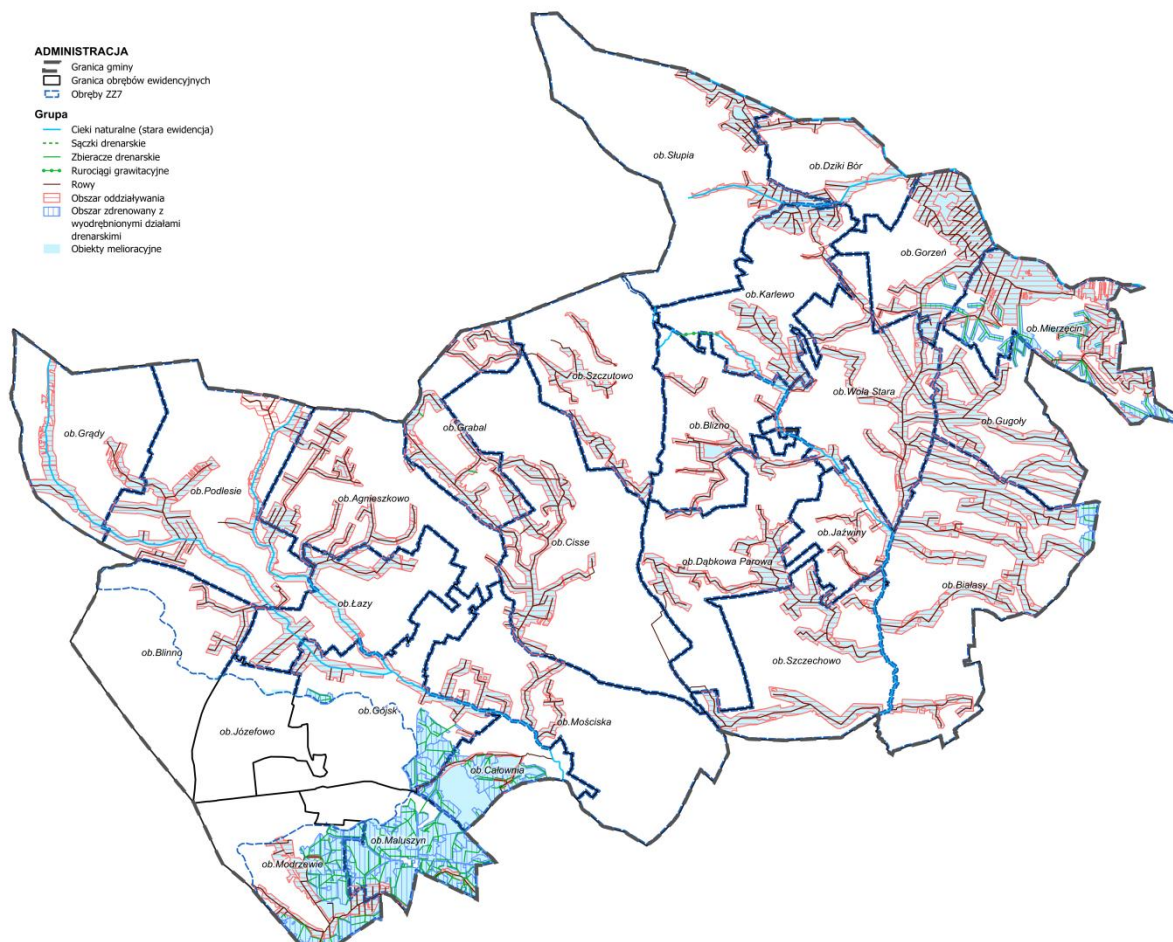 ADMINISTRACJA
Granica gminy
Granica obrębów ewidencyjnych
Obręby ZZ7
Grupa
Cieki naturalne (stara ewidencja)
Sączki drenarskie
Zbieracze drenarskie
Rurociągi grawitacyjne
Rowy
Obszar oddziaływania
Obszar zdrenowany z
wyodrębnionymi działami
drenarskimi
Obiekty melioracyjne
ob.Słupia
ob.Dziki Bór
ob.Gorzeń
ob.Karlewo
ob.Mierzęcin
ob.Szczutowo
ob.Wola Stara
ob.Gugoły
ob.Grabal
ob.Blizno
ob.Grądy
ob.Podlesie
ob.Agnieszkowo
ob.Cisse
ob.Jaźwiny
ob.Dąbkowa Parowa
ob.Białasy
ob.Łazy
ob.Blinno
ob.Szczechowo
ob.Gójsk
ob.Józefowo
ob.Mościska
ob.Całownia
ob.Maluszyn
ob.Modrzewie